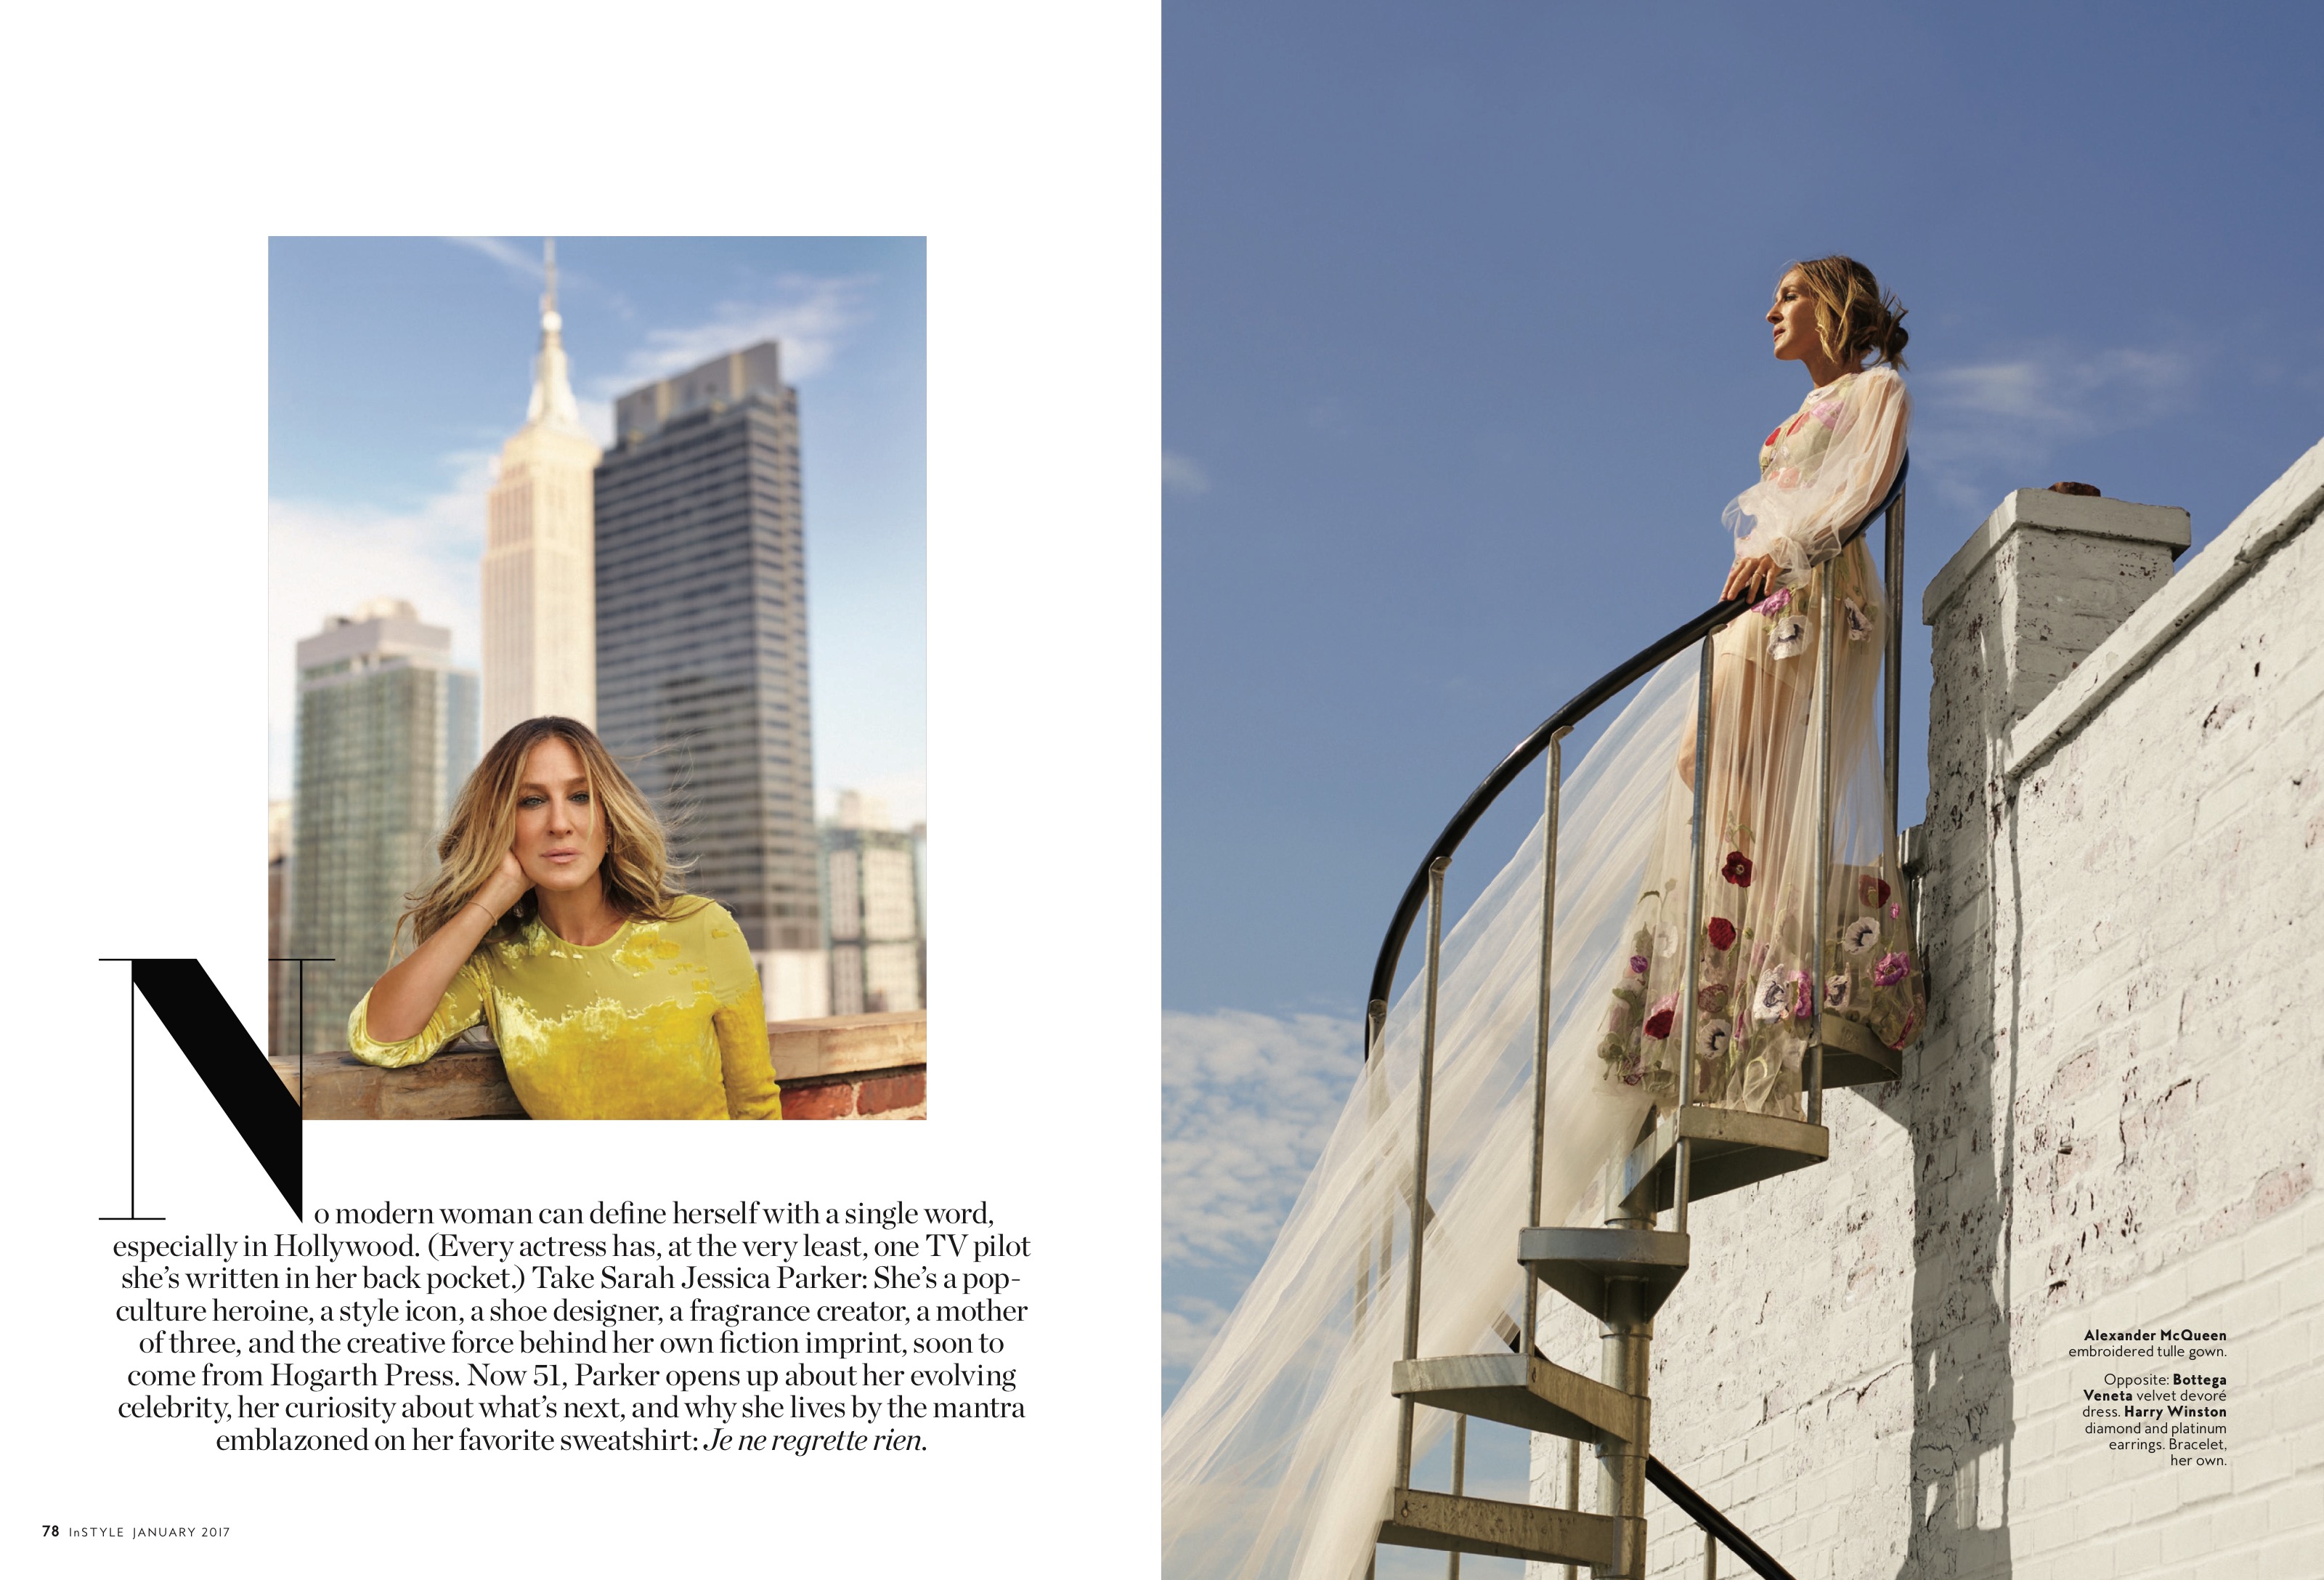 No modern woman can define herself with a single word,
especially in Hollywood. (Every actress has, at the very least, one TV pilot
she’s written in her back pocket.) Take Sarah Jessica Parker: She’s a pop-
culture heroine, a style icon, a shoe designer, a fragrance creator, a mother
of three, and the creative force behind her own fiction imprint, soon to
come from Hogarth Press. Now 51, Parker opens up about her evolving
celebrity, her curiosity about what’s next, and why she lives by the mantra
emblazoned on her favorite sweatshirt: Je ne regrette rien.
78 InSTYLE JANUARY 2017
Alexander McQueen
embroidered tulle gown.
Opposite: Bottega
Veneta velvet devoré
dress. Harry Winston
diamond and platinum
earrings. Bracelet,
her own.